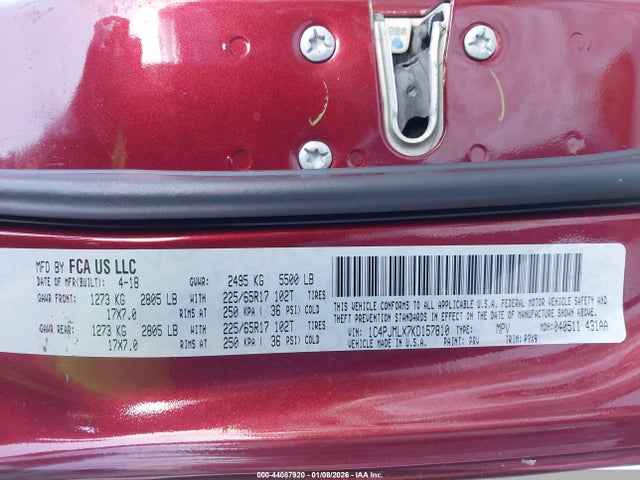 MFD BY FCA US LLC
DATE OF MFR(BUILT): 4-18 GVWR: 2495 KG 5500 LB
GAWR FRONT: 1273 KG 2805 LB WITH 225/65R17 102T TIRES
17X7.0 RIMS AT 250 KPA ( 36 PSI) COLD
GAWR REAR: 1273 KG 2805 LB WITH 225/65R17 102T TIRES
17X7.0 RIMS AT 250 KPA ( 36 PSI) COLD
THIS VEHICLE CONFORMS TO ALL APPLICABLE U.S.A. FEDERAL MOTOR VEHICLE
SAFETY, BUMPER, AND
THEFT PREVENTION STANDARDS IN EFFECT ON THE DATE OF MANUFACTURE SHOWN ABOVE
VIN: 1C4PJMLX7KD157810 TYPE: MPV MDH: 040511 431AA
VEHICLE MADE IN U.S.A. PAINT: PRV TRIM: P7X9
000-44087920 - 01/08/2026 - IAA Inc.